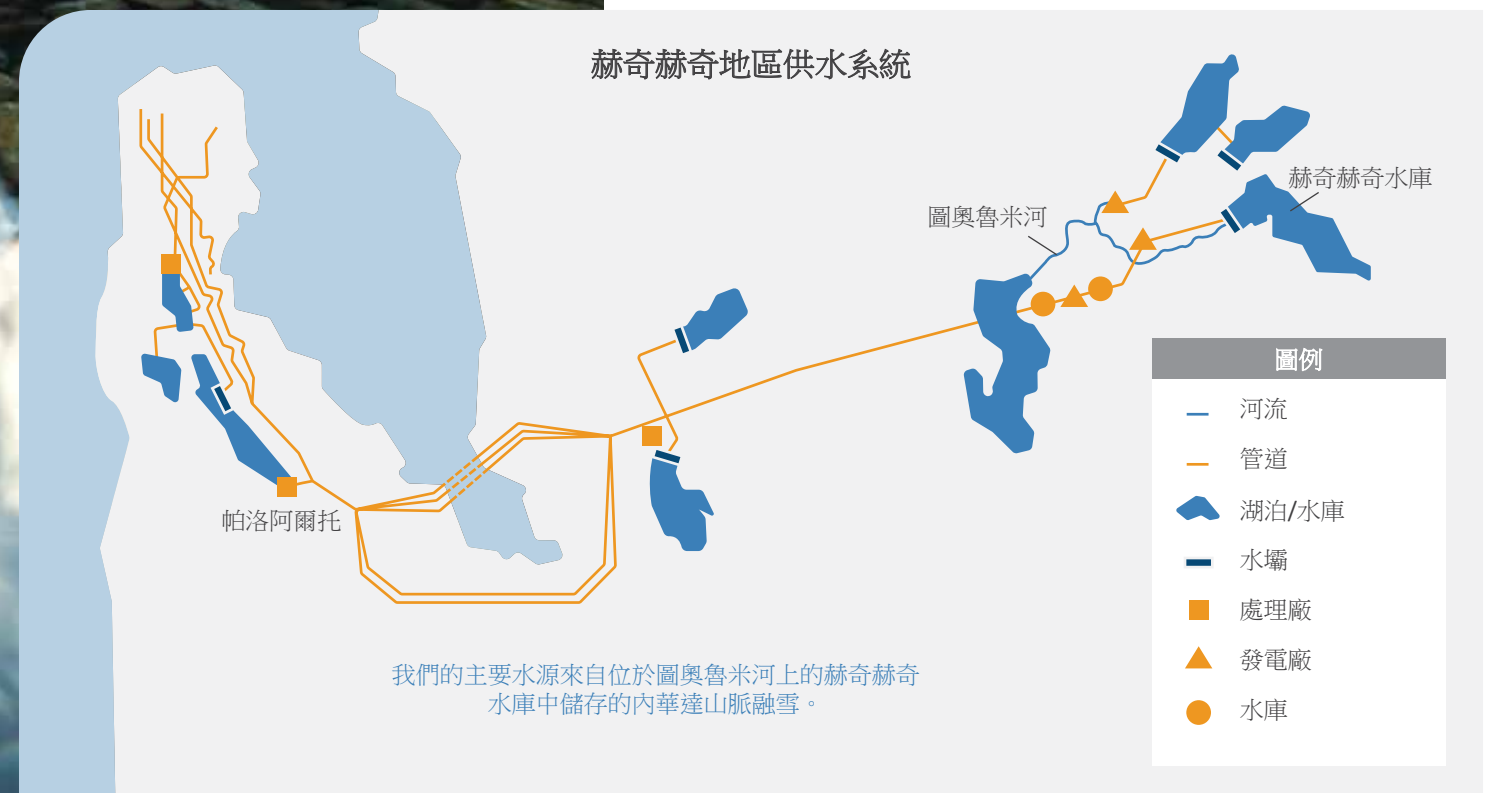 赫奇赫奇地區供水系統
赫奇赫奇水庫
圖奧魯米河
帕洛阿爾托
我們的主要水源來自位於圖奧魯米河上的赫奇赫奇
水庫中儲存的內華達山脈融雪。
圖例
河流
管道
湖泊/水庫
水壩
處理廠
發電廠
水庫